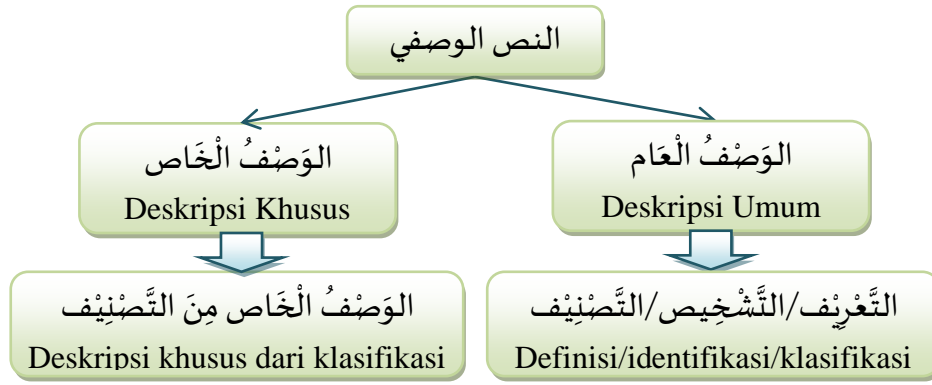 النص الوصفي
الوَصْفُ الْعَام
Deskripsi Umum
الوَصْفُ الْخَاص
Deskripsi Khusus
التَّعْرِيْف/التَّشْخِيص/التَّصْنِيْف
Definisi/identifikasi/klasifikasi
الوَصْفُ الْخَاص مِنَ التَّصْنِيْف
Deskripsi khusus dari klasifikasi